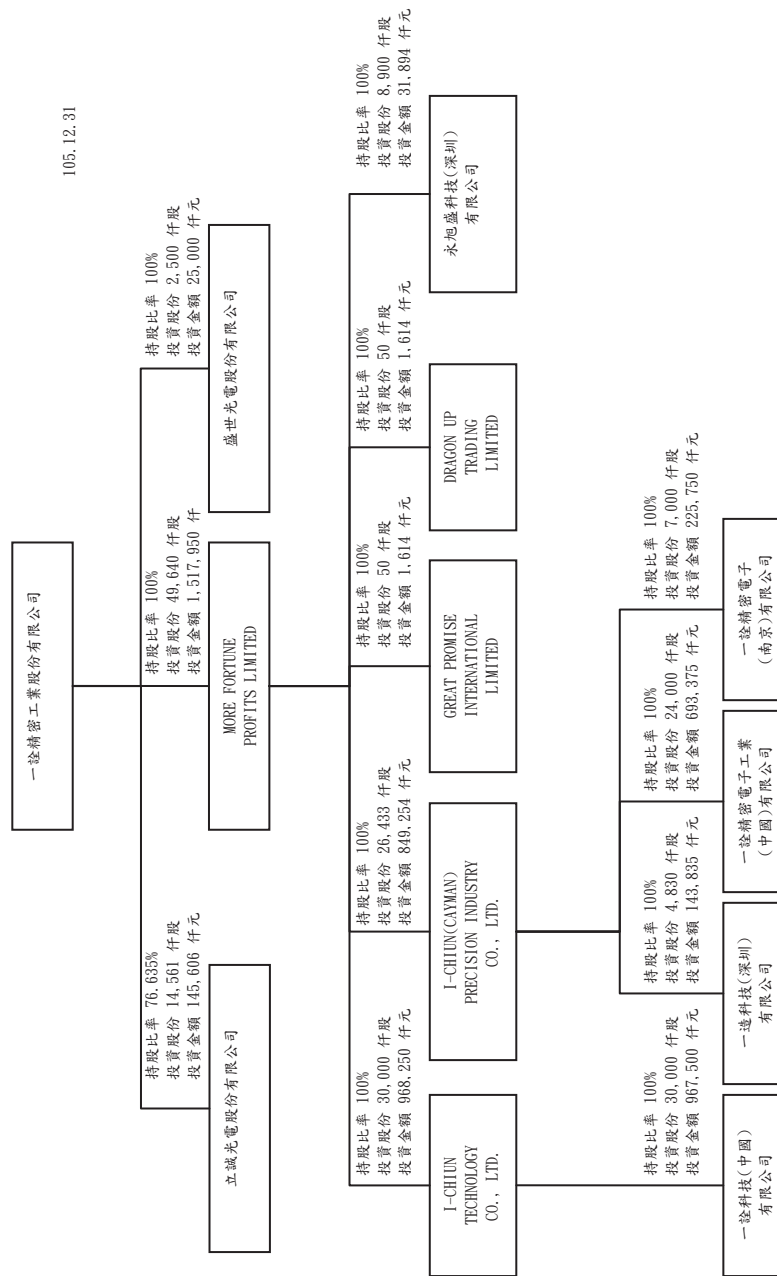 105.12.31
一詮精密工業股份有限公司
持股比率 76.635%
投資股份 14,561 仟股
投資金額 145,606 仟元
立誠光電股份有限公司
持股比率 100%
投資股份 49,640 仟股
投資金額 1,517,950 仟
MORE FORTUNE
PROFITS LIMITED
持股比率 100%
投資股份 2,500 仟股
投資金額 25,000 仟元
盛世光電股份有限公司
持股比率 100%
投資股份 30,000 仟股
投資金額 968,250 仟元
I-CHIUN
TECHNOLOGY
CO., LTD.
持股比率 100%
投資股份 26,433 仟股
投資金額 849,254 仟元
I-CHIUN(CAYMAN)
PRECISION INDUSTRY
CO., LTD.
持股比率 100%
投資股份 50 仟股
投資金額 1,614 仟元
GREAT PROMISE
INTERNATIONAL
LIMITED
持股比率 100%
投資股份 50 仟股
投資金額 1,614 仟元
DRAGON UP
TRADING
LIMITED
持股比率 100%
投資股份 8,900 仟股
投資金額 31,894 仟元
永旭盛科技(深圳)
有限公司
持股比率 100%
投資股份 30,000 仟股
投資金額 967,500 仟元
一詮科技(中國)
有限公司
持股比率 100%
投資股份 4,830 仟股
投資金額 143,835 仟元
一造科技(深圳)
有限公司
持股比率 100%
投資股份 24,000 仟股
投資金額 693,375 仟元
一詮精密電子工業
(中國)有限公司
持股比率 100%
投資股份 7,000 仟股
投資金額 225,750 仟元
一詮精密電子
(南京)有限公司